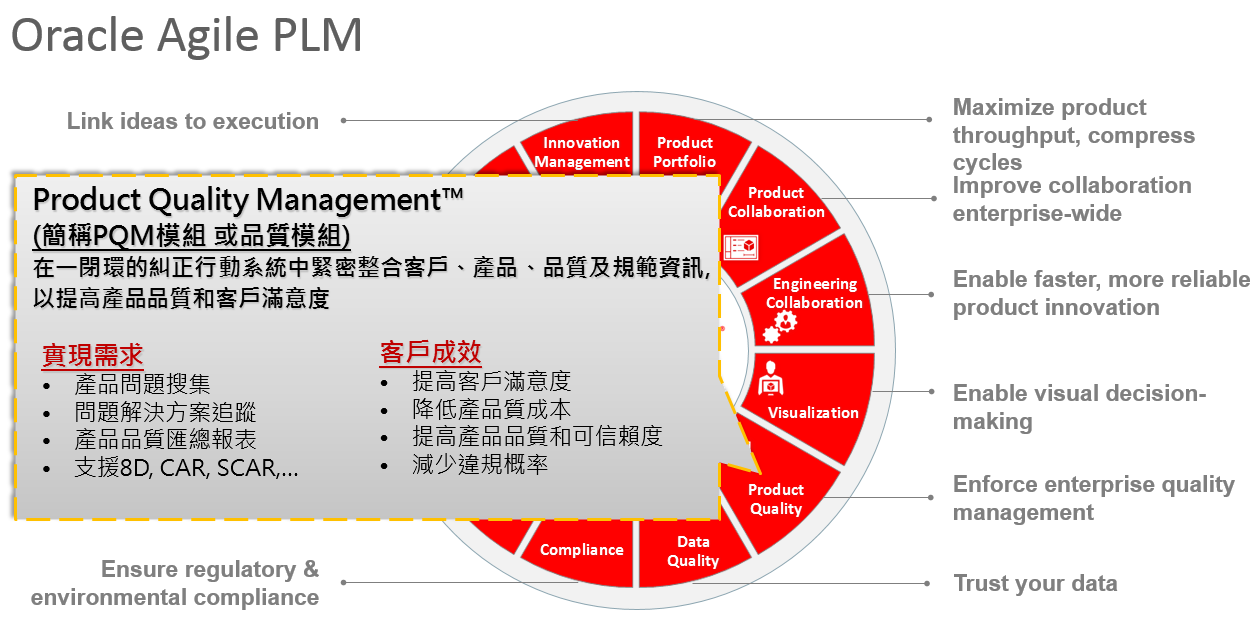 Oracle Agile PLM
Link ideas to execution
Maximize product
throughput, compress
cycles
Improve collaboration
enterprise-wide
Enable faster, more reliable
product innovation
Enable visual decision-
making
Enforce enterprise quality
management
Trust your data
Ensure regulatory &
environmental compliance
Innovation
Management
Product
Portfolio
Product
Collaboration
Engineering
Collaboration
Visualization
Product
Quality
Data
Quality
Compliance
Product Quality Management™
(簡稱PQM模組 或品質模組)
在一閉環的糾正行動系統中緊密整合客戶、產品、品質及規範資訊,
以提高產品品質和客戶滿意度
實現需求
• 產品問題搜集
• 問題解決方案追蹤
• 產品品質匯總報表
• 支援8D, CAR, SCAR,...
客戶成效
• 提高客戶滿意度
• 降低產品質成本
• 提高產品品質和可信賴度
• 減少違規概率